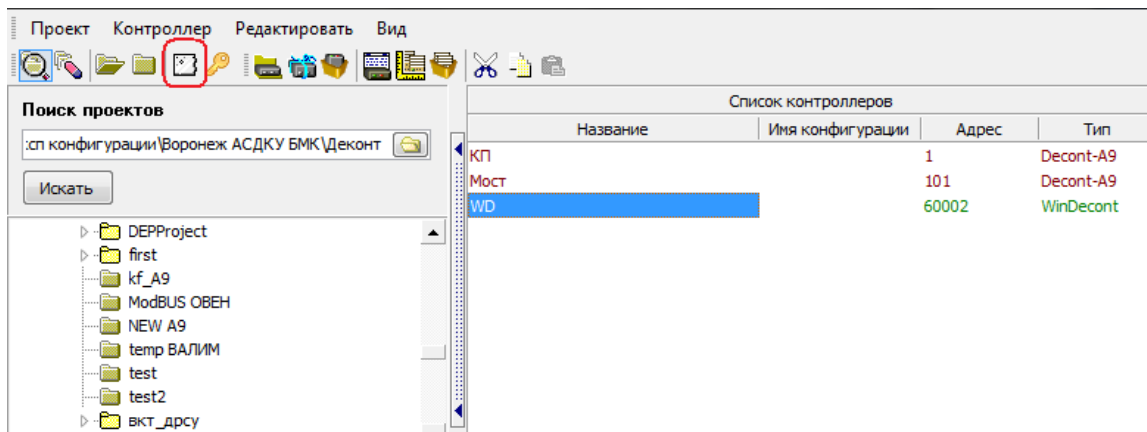 Проект Контроллер Редактировать Вид
Поиск проектов
:сп конфигурации\Воронеж АСДКУ БМК\Деконт
Искать
DEPProject
first
kf_A9
ModBUS ОВЕН
NEW A9
temp ВАЛИМ
test
test2
вкт_дрсу
Список контроллеров
Название Имя конфигурации Адрес Тип
КП 1 Decont-A9
Мост 101 Decont-A9
WD 60002 WinDecont